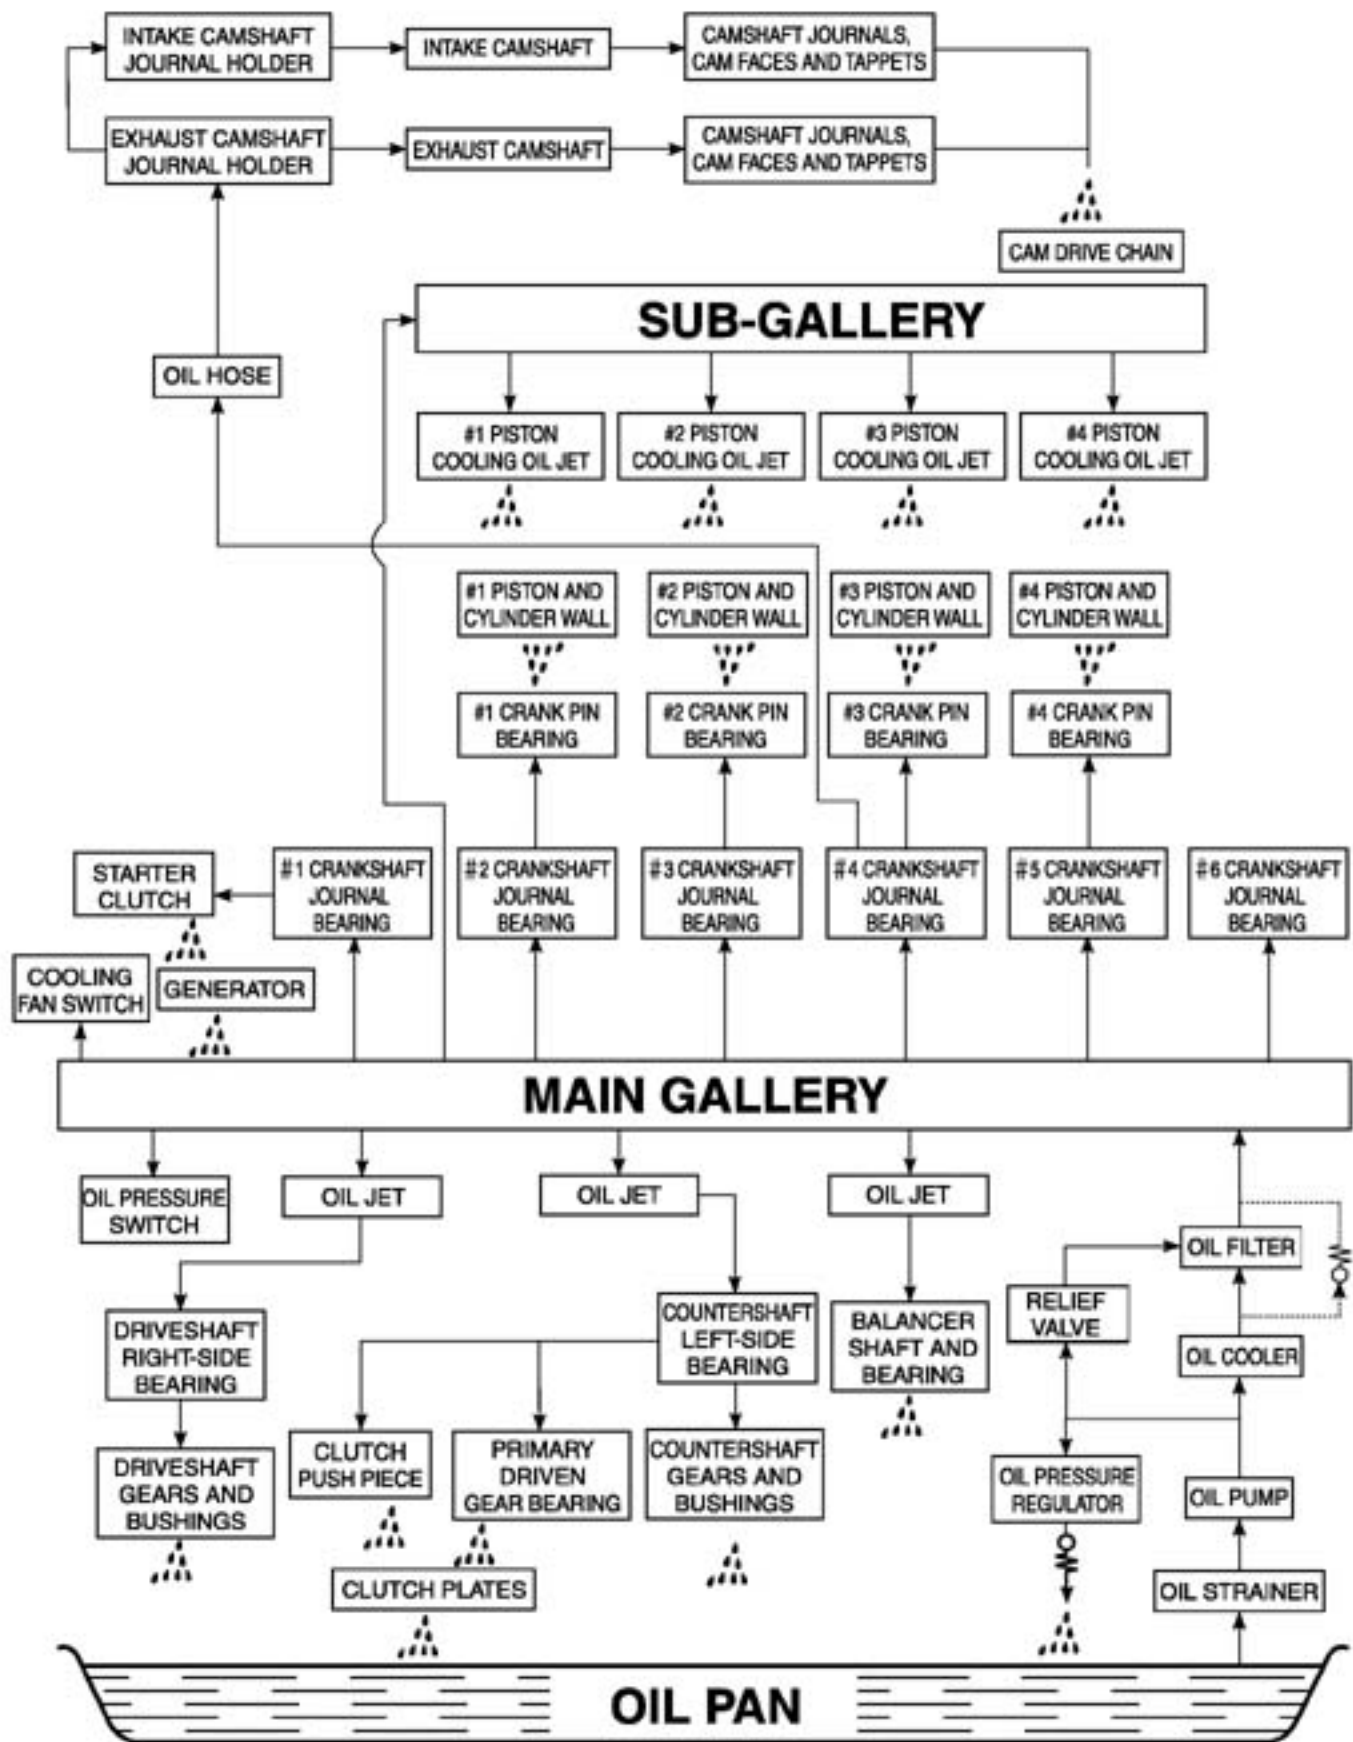 INTAKE CAMSHAFT
JOURNAL HOLDER
INTAKE CAMSHAFT
CAMSHAFT JOURNALS,
CAM FACES AND TAPPETS
EXHAUST CAMSHAFT
JOURNAL HOLDER
EXHAUST CAMSHAFT
CAMSHAFT JOURNALS,
CAM FACES AND TAPPETS
CAM DRIVE CHAIN
SUB-GALLERY
OIL HOSE
#1 PISTON
COOLING OIL JET
#2 PISTON
COOLING OIL JET
#3 PISTON
COOLING OIL JET
#4 PISTON
COOLING OIL JET
#1 PISTON AND
CYLINDER WALL
#2 PISTON AND
CYLINDER WALL
#3 PISTON AND
CYLINDER WALL
#4 PISTON AND
CYLINDER WALL
#1 CRANK PIN
BEARING
#2 CRANK PIN
BEARING
#3 CRANK PIN
BEARING
#4 CRANK PIN
BEARING
STARTER
CLUTCH
#1 CRANKSHAFT
JOURNAL
BEARING
#2 CRANKSHAFT
JOURNAL
BEARING
#3 CRANKSHAFT
JOURNAL
BEARING
#4 CRANKSHAFT
JOURNAL
BEARING
#5 CRANKSHAFT
JOURNAL
BEARING
#6 CRANKSHAFT
JOURNAL
BEARING
COOLING
FAN SWITCH
GENERATOR
MAIN GALLERY
OIL PRESSURE
SWITCH
OIL JET
OIL JET
OIL JET
OIL FILTER
DRIVESHAFT
RIGHT-SIDE
BEARING
COUNTERSHAFT
LEFT-SIDE
BEARING
BALANCER
SHAFT AND
BEARING
RELIEF
VALVE
OIL COOLER
DRIVESHAFT
GEARS AND
BUSHINGS
CLUTCH
PUSH PIECE
PRIMARY
DRIVEN
GEAR BEARING
COUNTERSHAFT
GEARS AND
BUSHINGS
OIL PRESSURE
REGULATOR
OIL PUMP
CLUTCH PLATES
OIL STRAINER
OIL PAN